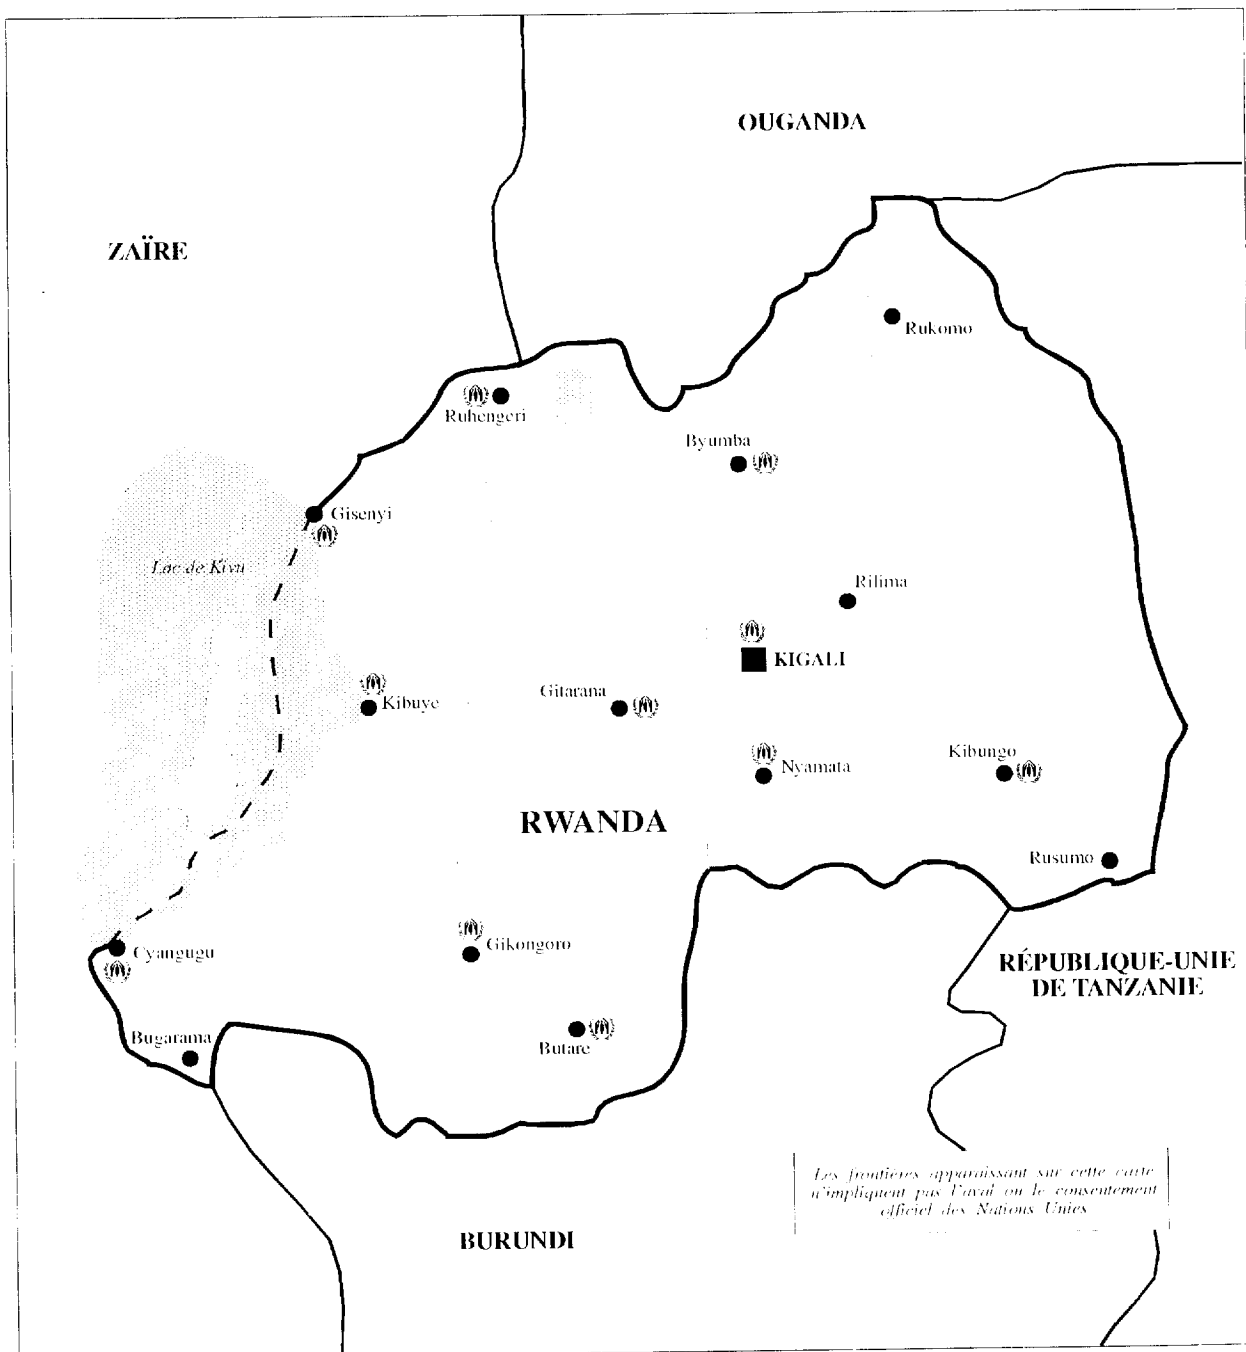 OUGANDA
ZAÏRE
Rukomo
Ruhengeri
Byumba
Gisenyi
Lac de Kivu
Rilima
KIGALI
Kibuye
Gitarana
Nyamata
Kibungo
RWANDA
Rusumo
Cyangugu
Gikongoro
RÉPUBLIQUE-UNIE
DE TANZANIE
Bugarama
Butare
Les frontières apparaissant sur cette carte
n'impliquent pas l'aval ou le consentement
officiel des Nations Unies
BURUNDI